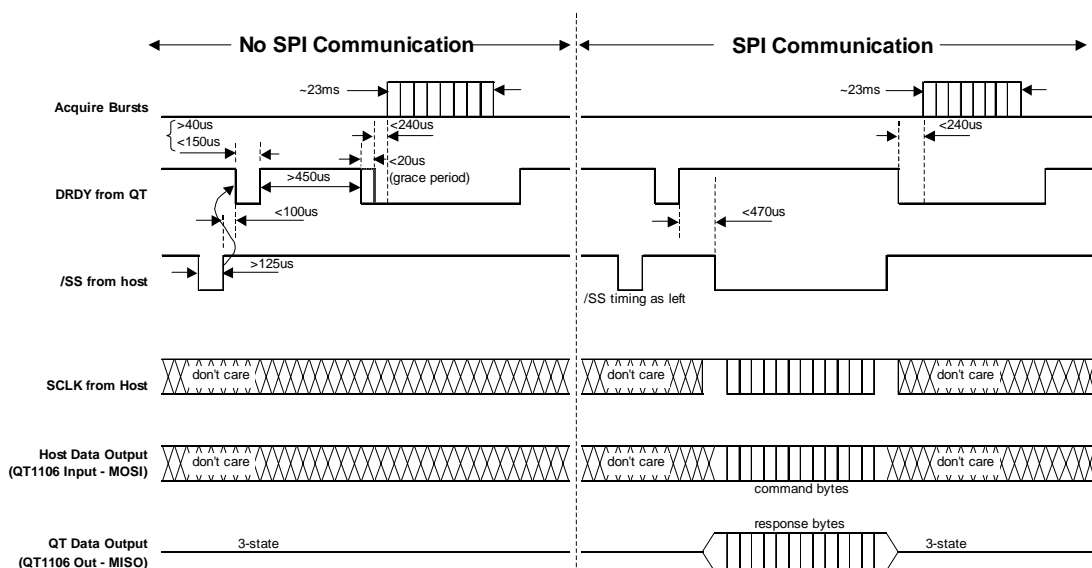 No SPI Communication
SPI Communication
~23ms
~23ms
Acquire Bursts
>40us
<150us
<240us
<240us
<20us
(grace period)
DRDY from QT
>450us
<100us
<470us
/SS from host
>125us
/SS timing as left
SCLK from Host
don't care
don't care
don't care
Host Data Output
(QT1106 Input - MOSI)
don't care
don't care
don't care
command bytes
response bytes
QT Data Output
(QT1106 Out - MISO)
3-state
3-state